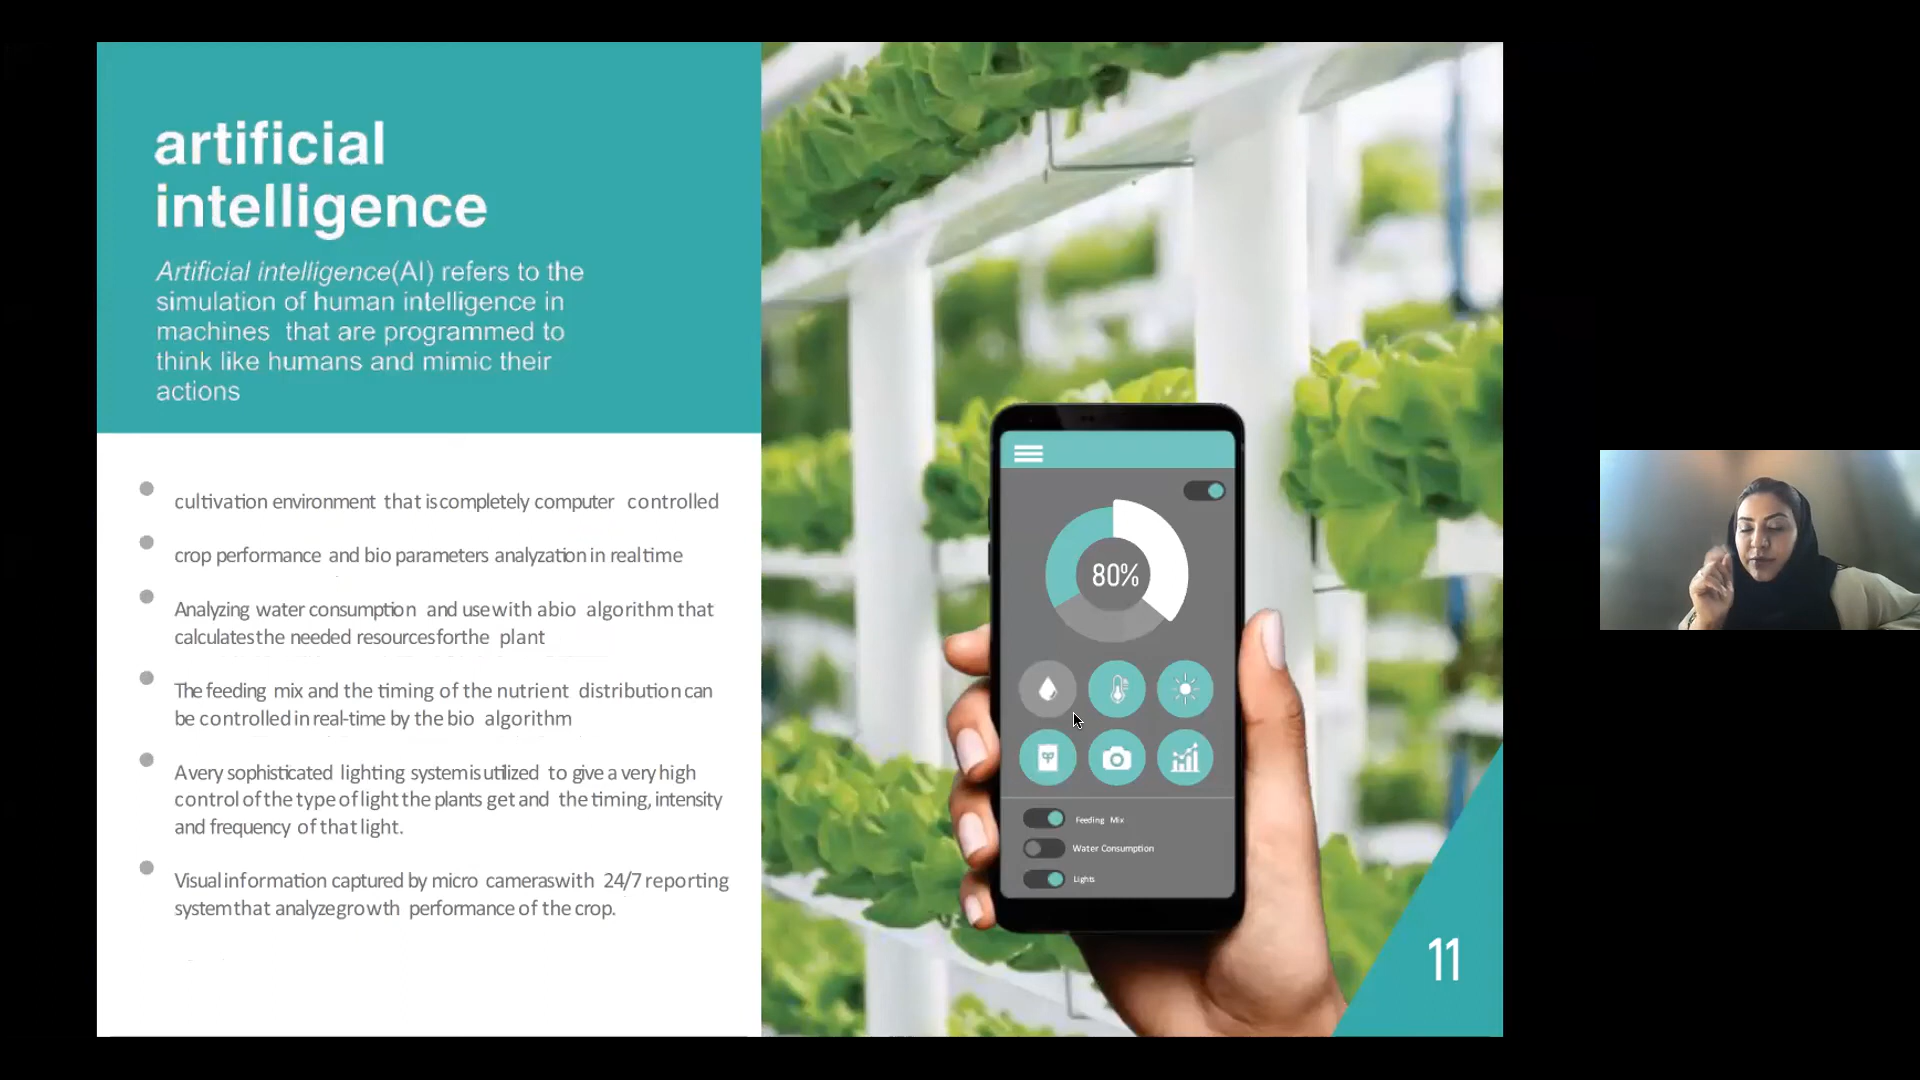 artificial
intelligence
Artificial intelligence(AI) refers to the
simulation of human intelligence in
machines that are programmed to
think like humans and mimic their
actions
cultivation environment that is completely computer controlled
crop performance and bio parameters analyzation in real time
Analyzing water consumption and use with a bio algorithm that
calculates the needed resources for the plant
The feeding mix and the timing of the nutrient distribution can
be controlled in real-time by the bio algorithm
A very sophisticated lighting system is utilized to give a very high
control of the type of light the plants get and the timing, intensity
and frequency of that light.
Visual information captured by micro cameras with 24/7 reporting
system that analyze growth performance of the crop.
80%
Feeding Mix
Water Consumption
Lights
11